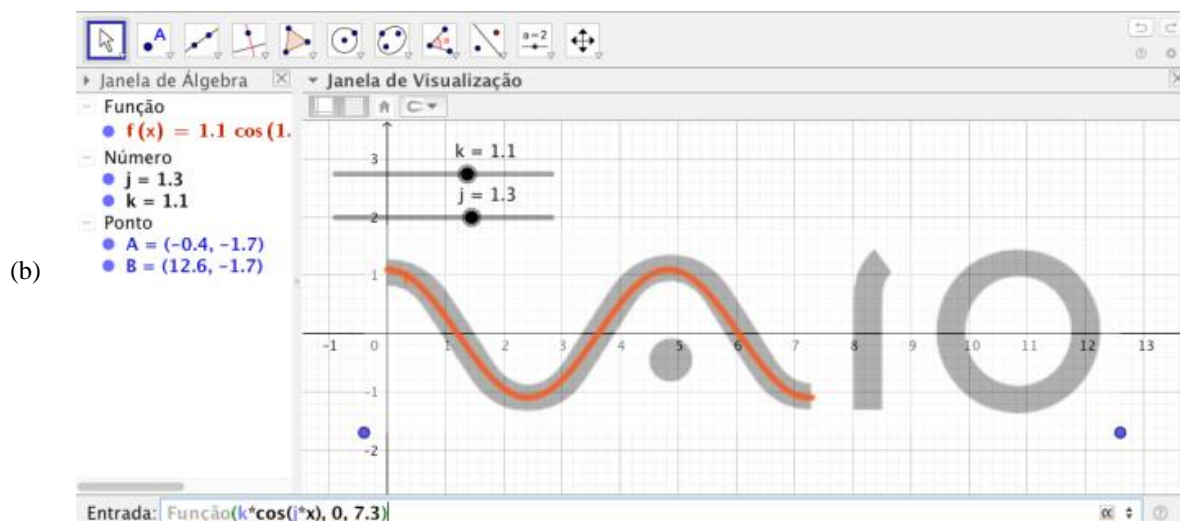 a=2
Janela de Álgebra
Janela de Visualização
Função
f(x) = 1.1 cos(1.
Número
j = 1.3
k = 1.1
Ponto
A = (-0.4, -1.7)
B = (12.6, -1.7)
(b)
k = 1.1
j = 1.3
3
2
1
-1 0 1 2 3 4 5 6 7 8 9 10 11 12 13
-1
-2
Entrada: Função(k*cos(j*x), 0, 7.3)
α